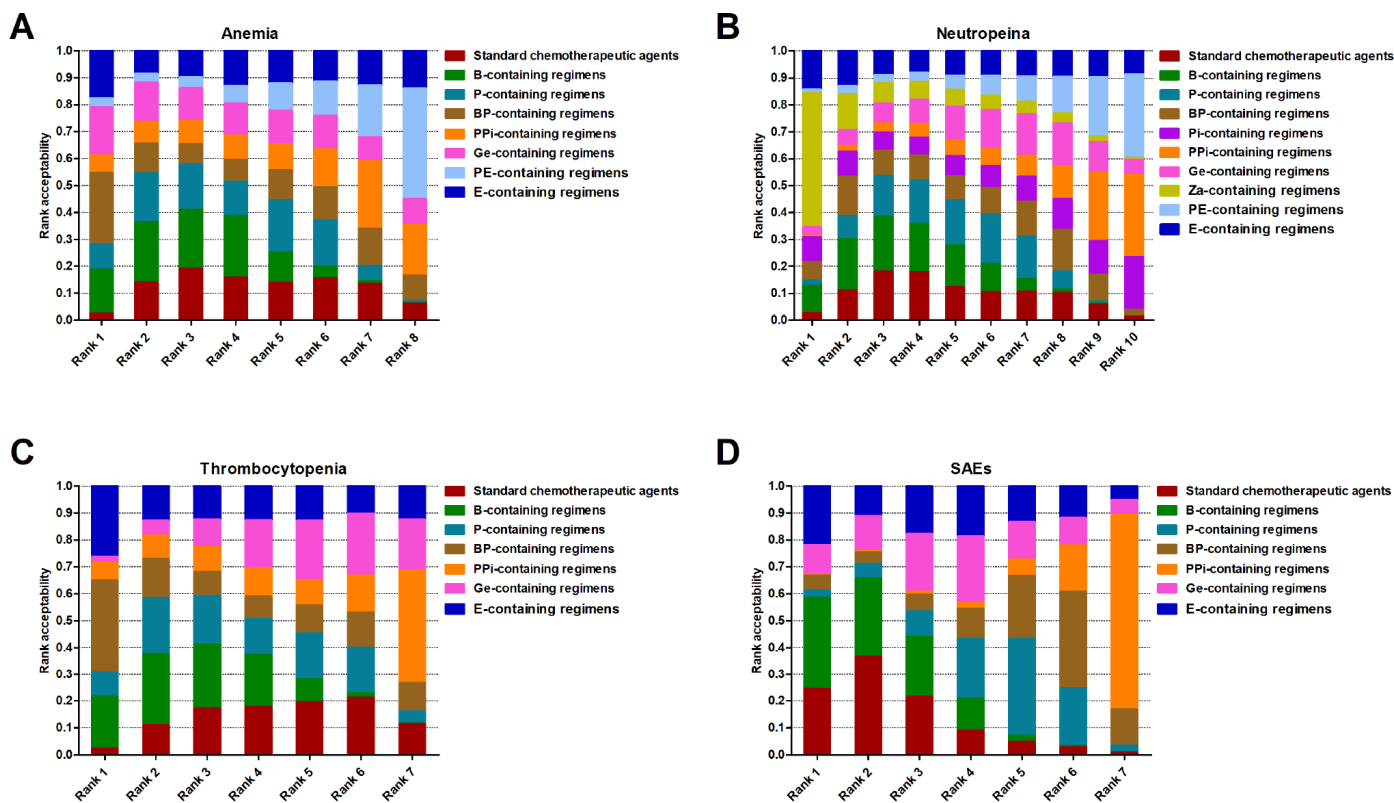 A
Anemia
Rank acceptability
1.0
0.9
0.8
0.7
0.6
0.5
0.4
0.3
0.2
0.1
0.0
Rank 1
Rank 2
Rank 3
Rank 4
Rank 5
Rank 6
Rank 7
Rank 8
Standard chemotherapeutic agents
B-containing regimens
P-containing regimens
BP-containing regimens
PPi-containing regimens
Ge-containing regimens
PE-containing regimens
E-containing regimens
B
Neutropeina
Rank acceptability
1.0
0.9
0.8
0.7
0.6
0.5
0.4
0.3
0.2
0.1
0.0
Rank 1
Rank 2
Rank 3
Rank 4
Rank 5
Rank 6
Rank 7
Rank 8
Rank 9
Rank 10
Standard chemotherapeutic agents
B-containing regimens
P-containing regimens
BP-containing regimens
Pi-containing regimens
PPi-containing regimens
Ge-containing regimens
Za-containing regimens
PE-containing regimens
E-containing regimens
C
Thrombocytopenia
Rank acceptability
1.0
0.9
0.8
0.7
0.6
0.5
0.4
0.3
0.2
0.1
0.0
Rank 1
Rank 2
Rank 3
Rank 4
Rank 5
Rank 6
Rank 7
Standard chemotherapeutic agents
B-containing regimens
P-containing regimens
BP-containing regimens
PPi-containing regimens
Ge-containing regimens
E-containing regimens
D
SAEs
Rank acceptability
1.0
0.9
0.8
0.7
0.6
0.5
0.4
0.3
0.2
0.1
0.0
Rank 1
Rank 2
Rank 3
Rank 4
Rank 5
Rank 6
Rank 7
Standard chemotherapeutic agents
B-containing regimens
P-containing regimens
BP-containing regimens
PPi-containing regimens
Ge-containing regimens
E-containing regimens